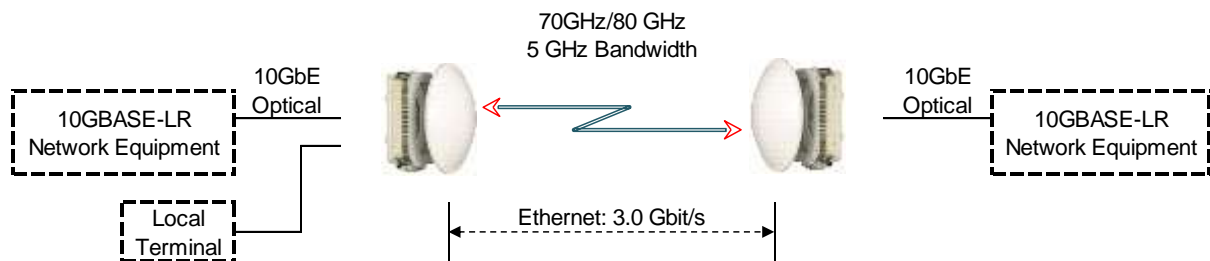 70GHz/80 GHz
5 GHz Bandwidth
10GbE
Optical
10GBASE-LR
Network Equipment
Local
Terminal
Ethernet: 3.0 Gbit/s
10GbE
Optical
10GBASE-LR
Network Equipment